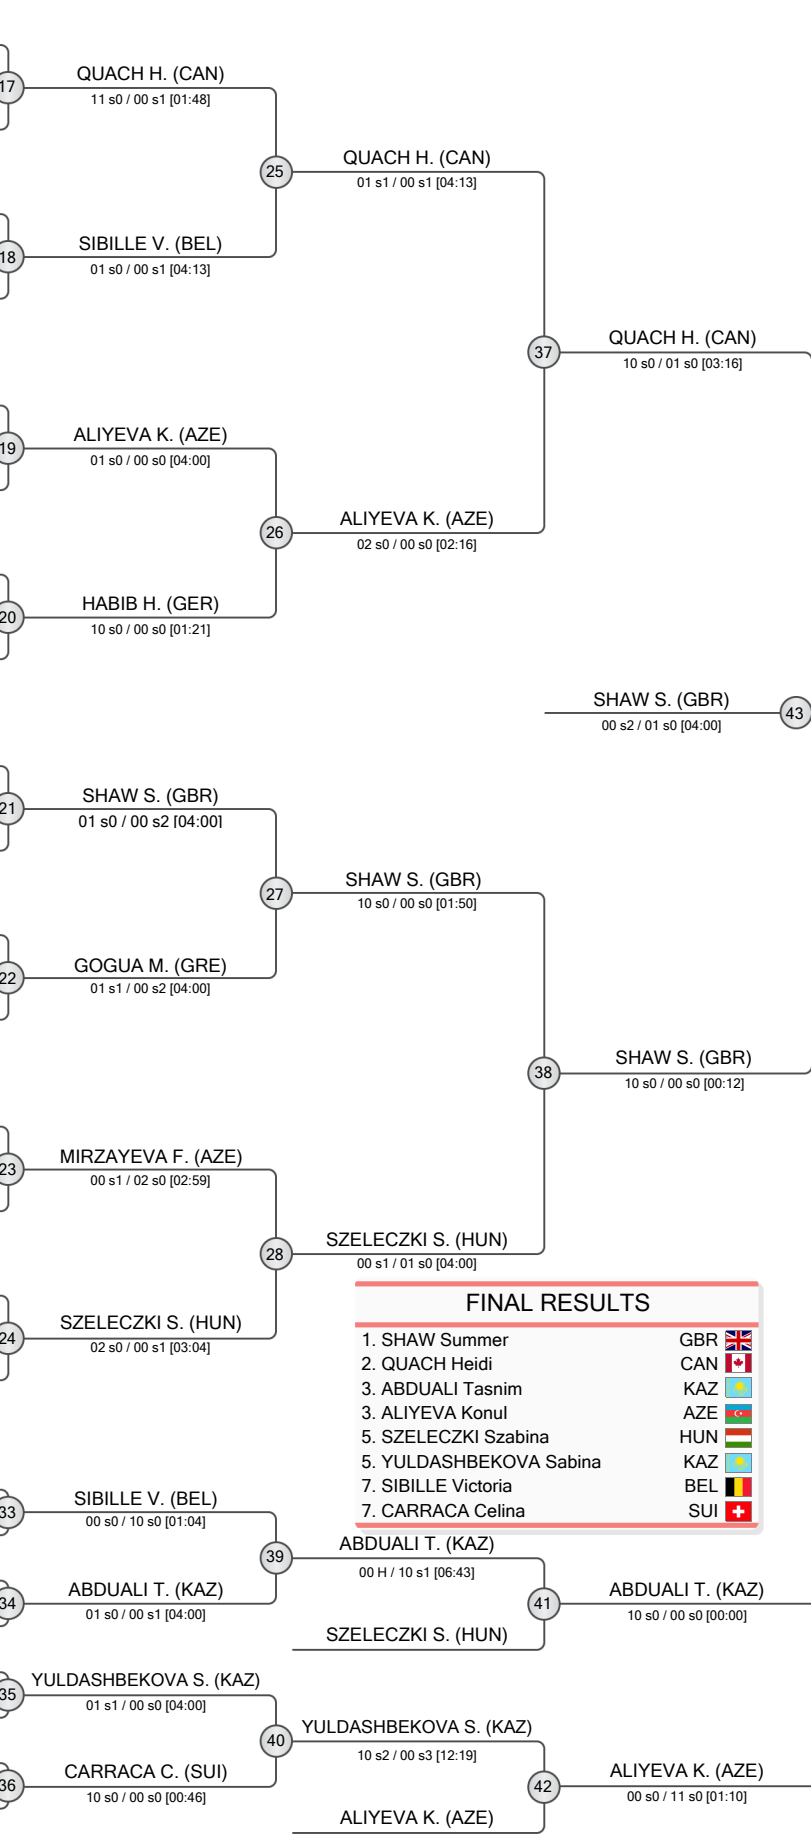 QUACH H. (CAN)
17
11 s0 / 00 s1 [01:48]
QUACH H. (CAN)
25
01 s1 / 00 s1 [04:13]
SIBILLE V. (BEL)
18
01 s0 / 00 s1 [04:13]
QUACH H. (CAN)
37
10 s0 / 01 s0 [03:16]
ALIYEVA K. (AZE)
19
01 s0 / 00 s0 [04:00]
ALIYEVA K. (AZE)
26
02 s0 / 00 s0 [02:16]
HABIB H. (GER)
20
10 s0 / 00 s0 [01:21]
SHAW S. (GBR)
43
00 s2 / 01 s0 [04:00]
SHAW S. (GBR)
21
01 s0 / 00 s2 [04:00]
SHAW S. (GBR)
27
10 s0 / 00 s0 [01:50]
GOGUA M. (GRE)
22
01 s1 / 00 s2 [04:00]
SHAW S. (GBR)
38
10 s0 / 00 s0 [00:12]
MIRZAYEVA F. (AZE)
23
00 s1 / 02 s0 [02:59]
SZELECZKI S. (HUN)
28
00 s1 / 01 s0 [04:00]
SZELECZKI S. (HUN)
24
02 s0 / 00 s1 [03:04]
FINAL RESULTS
1. SHAW Summer GBR
2. QUACH Heidi CAN
3. ABDUALI Tasnim KAZ
3. ALIYEVA Konul AZE
5. SZELECZKI Szabina HUN
5. YULDASHBEKOVA Sabina KAZ
7. SIBILLE Victoria BEL
7. CARRACA Celina SUI
SIBILLE V. (BEL)
33
00 s0 / 10 s0 [01:04]
ABDUALI T. (KAZ)
39
00 H / 10 s1 [06:43]
ABDUALI T. (KAZ)
34
01 s0 / 00 s1 [04:00]
ABDUALI T. (KAZ)
41
10 s0 / 00 s0 [00:00]
SZELECZKI S. (HUN)
YULDASHBEKOVA S. (KAZ)
35
01 s1 / 00 s0 [04:00]
YULDASHBEKOVA S. (KAZ)
40
10 s2 / 00 s3 [12:19]
CARRACA C. (SUI)
36
10 s0 / 00 s0 [00:46]
ALIYEVA K. (AZE)
42
00 s0 / 11 s0 [01:10]
ALIYEVA K. (AZE)